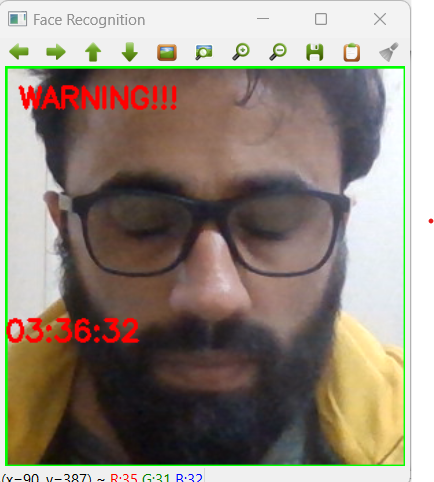 Face Recognition
WARNING!!!
03:36:32
(x=90, y=387) ~ R:35 G:31 B:32